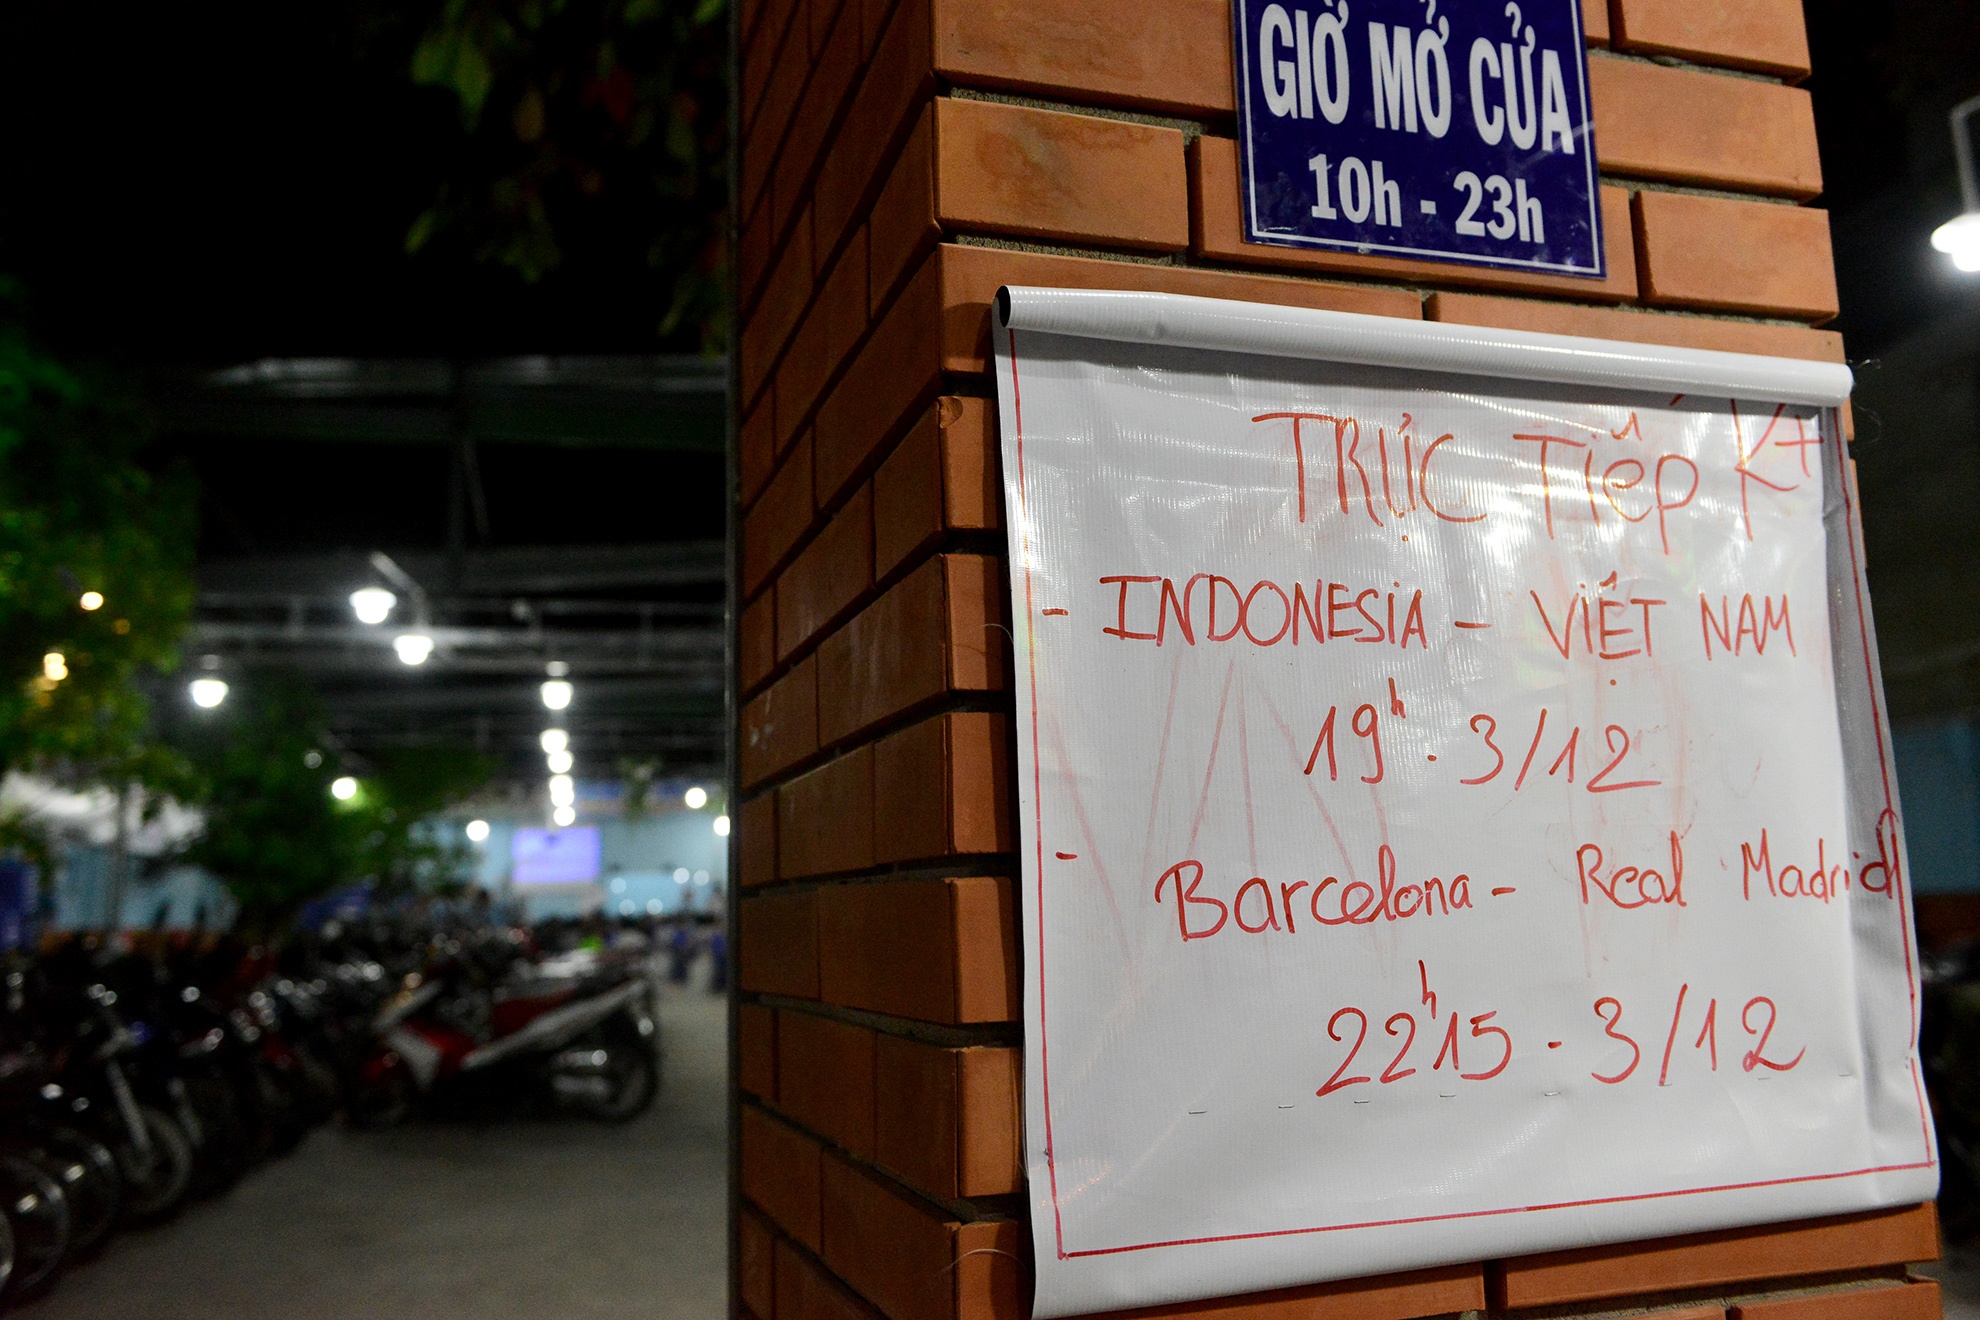 GIỜ MỞ CỬA
10h - 23h
TRỰC TiẾP K+
- INDONESiA - ViỆT NAM
19h · 3/12
- Barcelona - Real Madrid
22h15 - 3/12